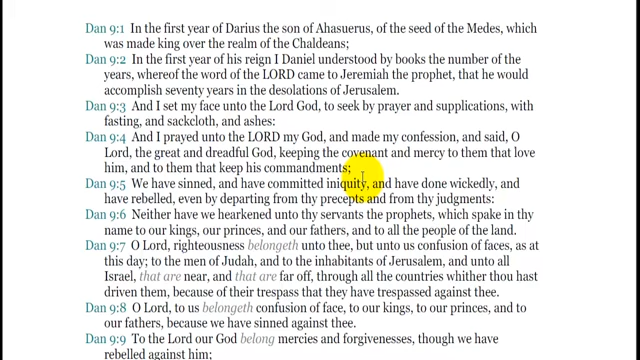 Dan 9:1 In the first year of Darius the son of Ahasuerus, of the seed of the Medes, which
was made king over the realm of the Chaldeans;
Dan 9:2 In the first year of his reign I Daniel understood by books the number of the
years, whereof the word of the LORD came to Jeremiah the prophet, that he would
accomplish seventy years in the desolations of Jerusalem.
Dan 9:3 And I set my face unto the Lord God, to seek by prayer and supplications, with
fasting, and sackcloth, and ashes:
Dan 9:4 And I prayed unto the LORD my God, and made my confession, and said, O
Lord, the great and dreadful God, keeping the covenant and mercy to them that love
him, and to them that keep his commandments;
Dan 9:5 We have sinned, and have committed iniquity, and have done wickedly, and
have rebelled, even by departing from thy precepts and from thy judgments:
Dan 9:6 Neither have we hearkened unto thy servants the prophets, which spake in thy
name to our kings, our princes, and our fathers, and to all the people of the land.
Dan 9:7 O Lord, righteousness belongeth unto thee, but unto us confusion of faces, as at
this day; to the men of Judah, and to the inhabitants of Jerusalem, and unto all
Israel, that are near, and that are far off, through all the countries whither thou hast
driven them, because of their trespass that they have trespassed against thee.
Dan 9:8 O Lord, to us belongeth confusion of face, to our kings, to our princes, and to
our fathers, because we have sinned against thee.
Dan 9:9 To the Lord our God belong mercies and forgivenesses, though we have
rebelled against him;